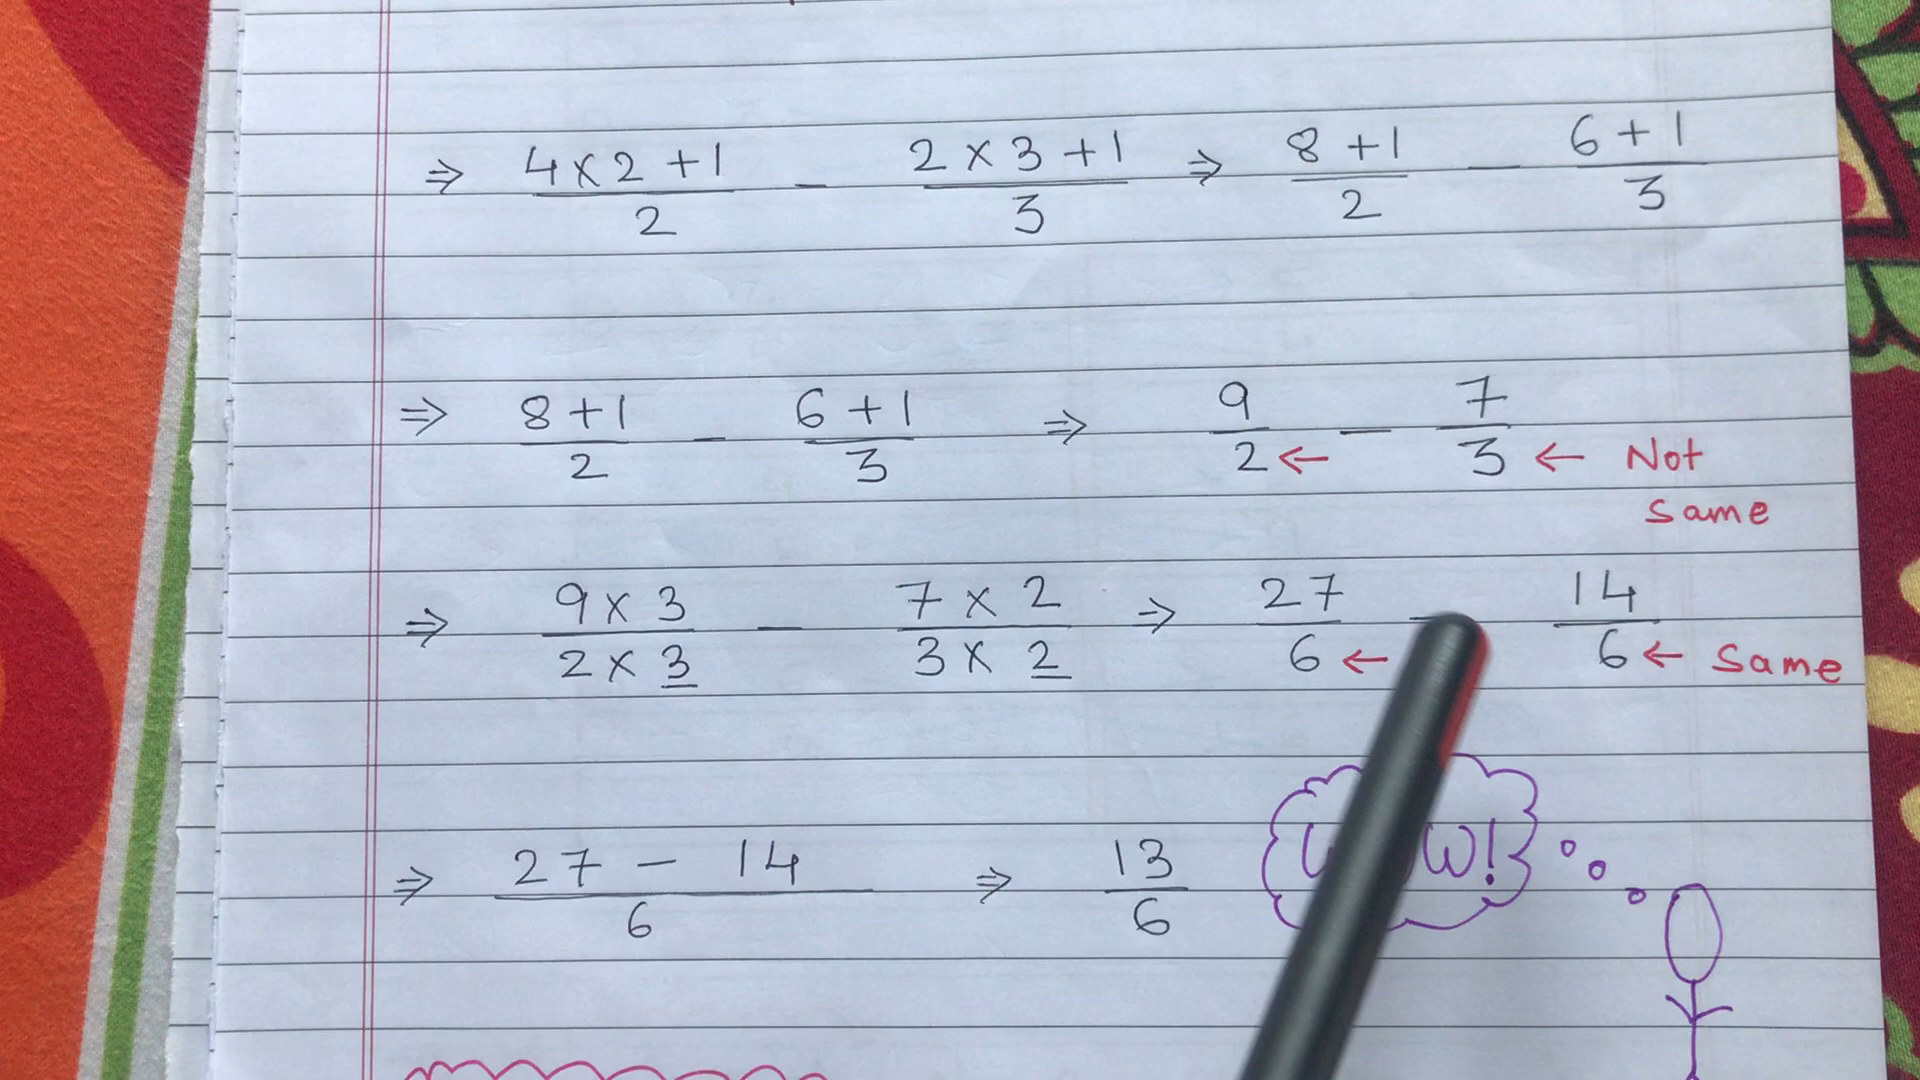 ⇒ (4×2+1)/2 − (2×3+1)/3 ⇒ (8+1)/2 − (6+1)/3
⇒ (8+1)/2 − (6+1)/3 ⇒ 9/2 ← − 7/3 ← Not
Same
⇒ (9×3)/(2×3) − (7×2)/(3×2) ⇒ 27/6 ← − 14/6 ← Same
⇒ (27−14)/6 ⇒ 13/6